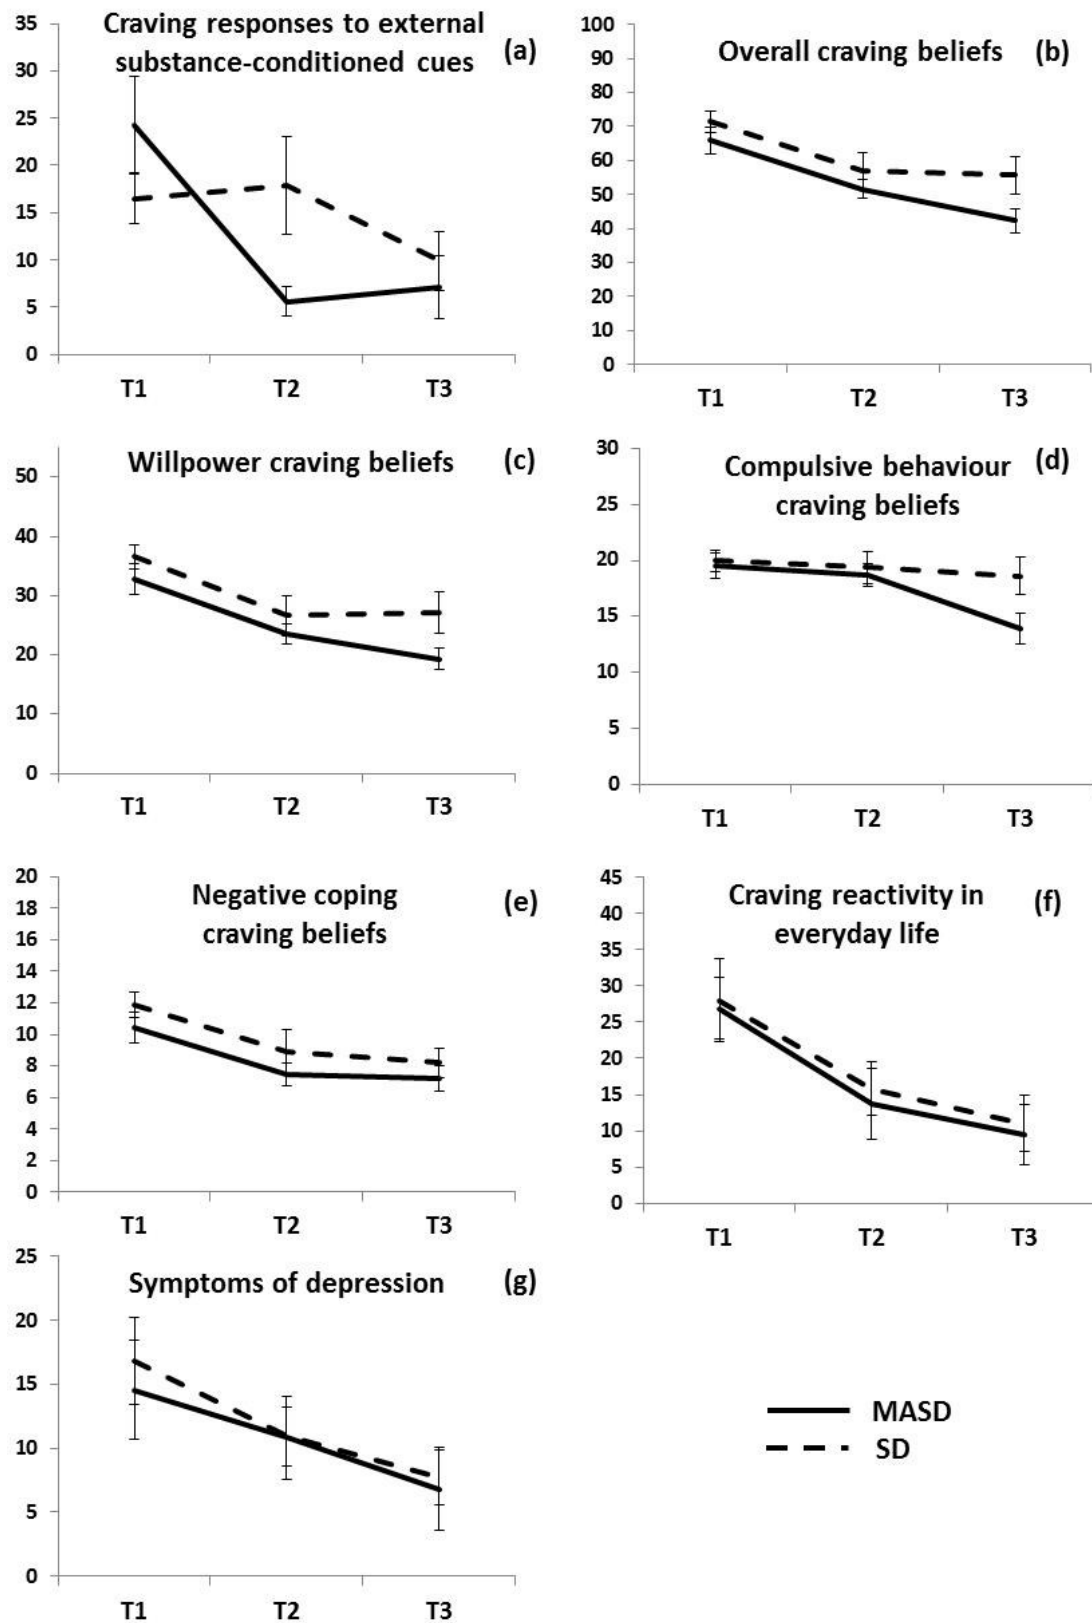 Craving responses to external
substance-conditioned cues
(a)
35
30
25
20
15
10
5
0
T1 T2 T3
Overall craving beliefs (b)
100
90
80
70
60
50
40
30
20
10
0
T1 T2 T3
Willpower craving beliefs (c)
50
40
30
20
10
0
T1 T2 T3
Compulsive behaviour
craving beliefs
(d)
30
25
20
15
10
5
0
T1 T2 T3
Negative coping
craving beliefs
(e)
20
18
16
14
12
10
8
6
4
2
0
T1 T2 T3
Craving reactivity in
everyday life
(f)
45
40
35
30
25
20
15
10
5
0
T1 T2 T3
Symptoms of depression (g)
25
20
15
10
5
0
T1 T2 T3
MASD
SD